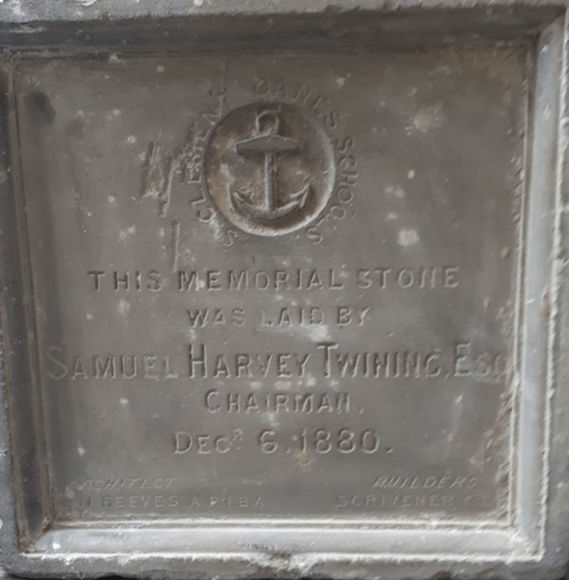 S. CLEMENT DANES SCHOOLS
THIS MEMORIAL STONE
WAS LAID BY
SAMUEL HARVEY TWINING, ESQ
CHAIRMAN,
DECR 6. 1880.
ARCHITECT BUILDERS
REEVES A.R.I.B.A. SCRIVENER